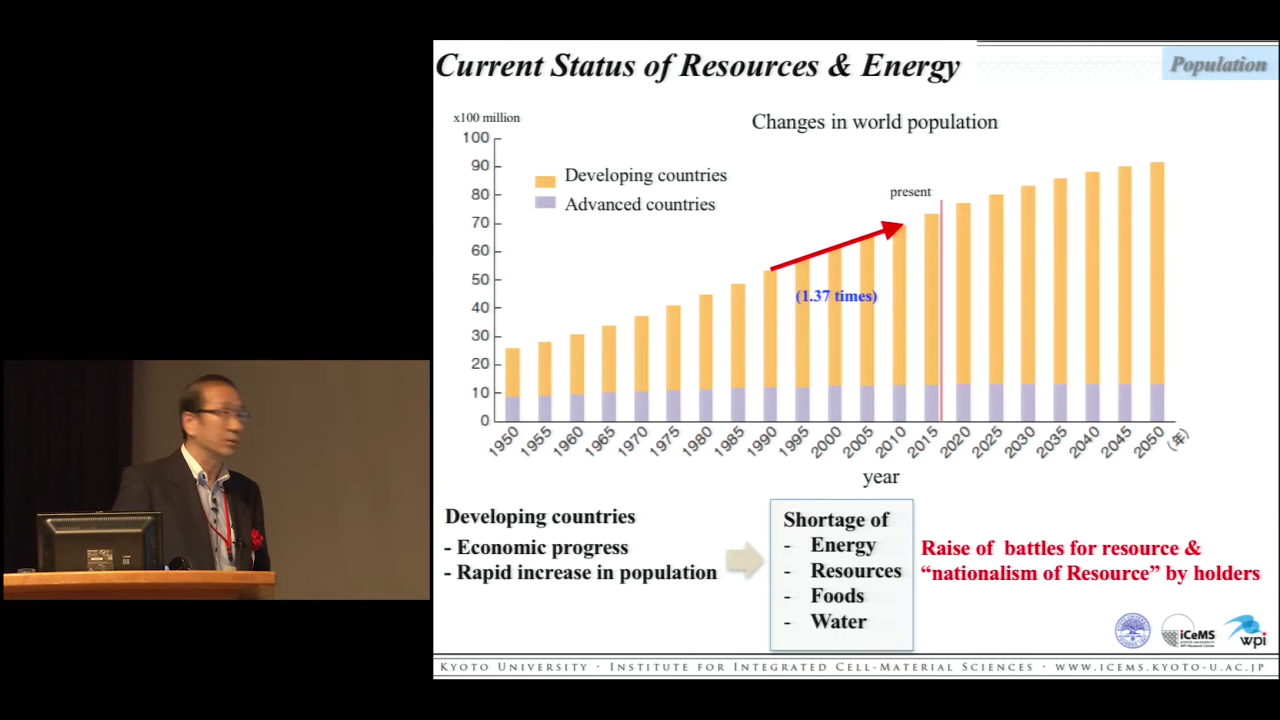 Current Status of Resources & Energy
Population
x100 million
Changes in world population
100
90
80
70
60
50
40
30
20
10
0
Developing countries
Advanced countries
present
(1.37 times)
1950 1955 1960 1965 1970 1975 1980 1985 1990 1995 2000 2005 2010 2015 2020 2025 2030 2035 2040 2045 2050 (年)
year
Developing countries
- Economic progress
- Rapid increase in population
Shortage of
- Energy
- Resources
- Foods
- Water
Raise of battles for resource &
“nationalism of Resource” by holders
iCeMS
wpi
KYOTO UNIVERSITY · INSTITUTE FOR INTEGRATED CELL-MATERIAL SCIENCES · WWW.ICEMS.KYOTO-U.AC.JP